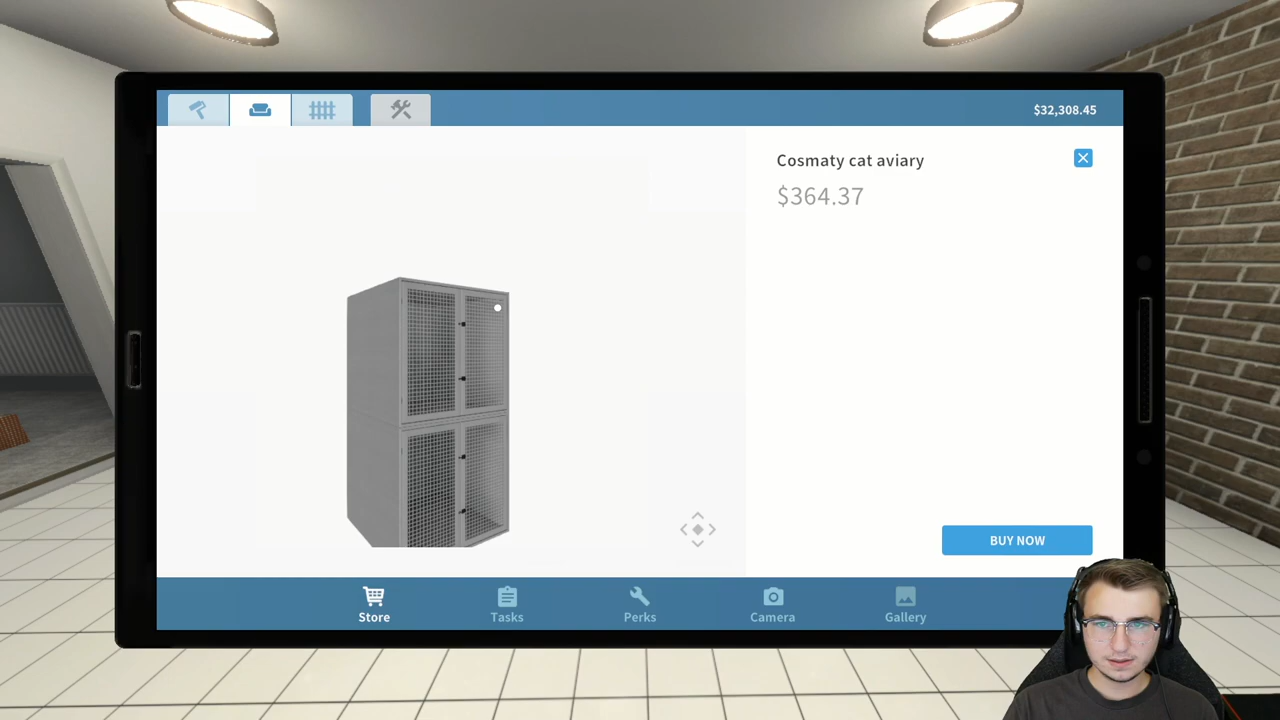 $32,308.45
Cosmaty cat aviary
$364.37
BUY NOW
Store
Tasks
Perks
Camera
Gallery